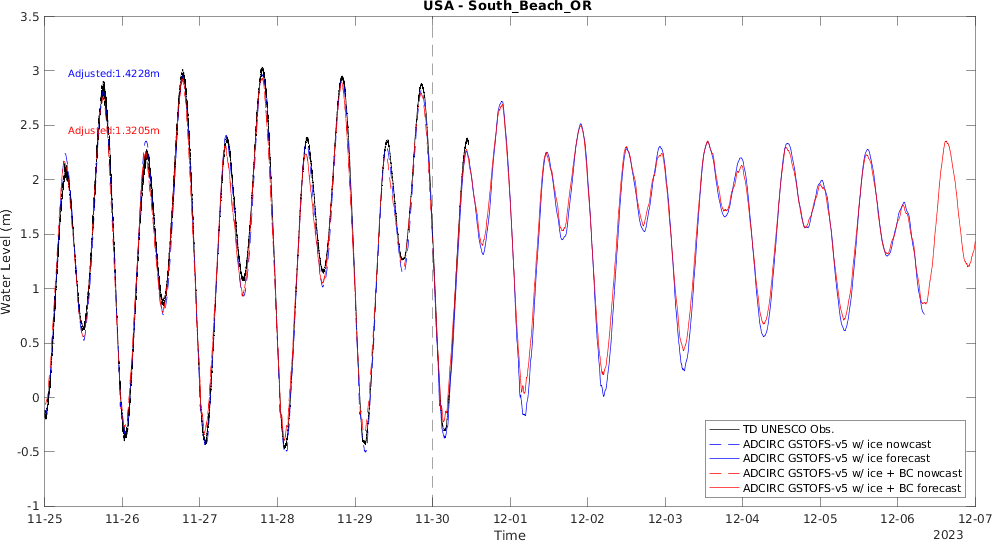 USA - South_Beach_OR
3.5
3
2.5
2
1.5
1
0.5
0
-0.5
-1
Water Level (m)
Adjusted:1.4228m
Adjusted:1.3205m
TD UNESCO Obs.
ADCIRC GSTOFS-v5 w/ ice nowcast
ADCIRC GSTOFS-v5 w/ ice forecast
ADCIRC GSTOFS-v5 w/ ice + BC nowcast
ADCIRC GSTOFS-v5 w/ ice + BC forecast
11-25 11-26 11-27 11-28 11-29 11-30 12-01 12-02 12-03 12-04 12-05 12-06 12-07
Time
2023